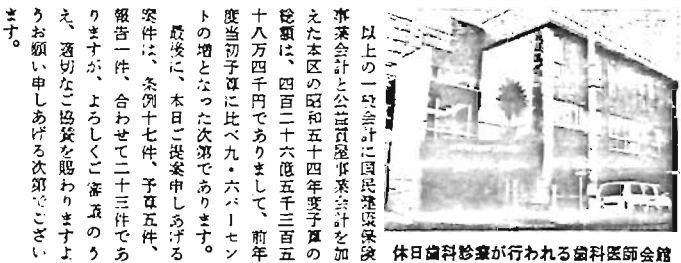 以上の一般会計に国民健康保険
事業会計と公益質屋事業会計を加
えた本区の昭和五十四年度予算の
総額は、四百二十六億五千三百五
十八万四千円でありまして、前年
度当初予算に比べ九・六パーセン
トの増となった次第であります。
最後に、本日ご提案申しあげる
案件は、条例十七件、予算五件、
報告一件、合わせて二十三件であ
りますが、よろしくご審議のう
え、適切なご協賛を賜わりますよ
うお願い申しあげる次第でござい
ます。
休日歯科診療が行われる歯科医師会館